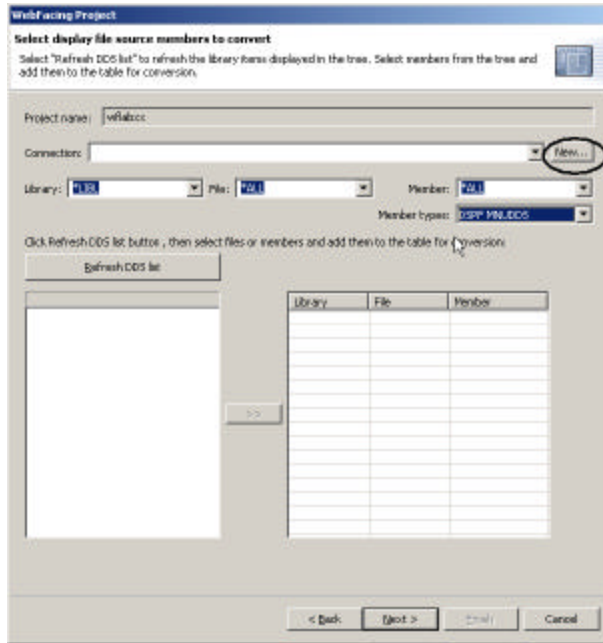 WebFacing Project
Select display file source members to convert
Select "Refresh DDS list" to refresh the library items displayed in the tree. Select members from the tree and
add them to the table for conversion.
Project name: wflabxx
Connection: New...
Library: *LIBL File: *ALL Member: *ALL
Member types: DSPF MNUDDS
Click Refresh DDS list button , then select files or members and add them to the table for conversion:
Refresh DDS list
Library File Member
>>
< Back Next > Finish Cancel